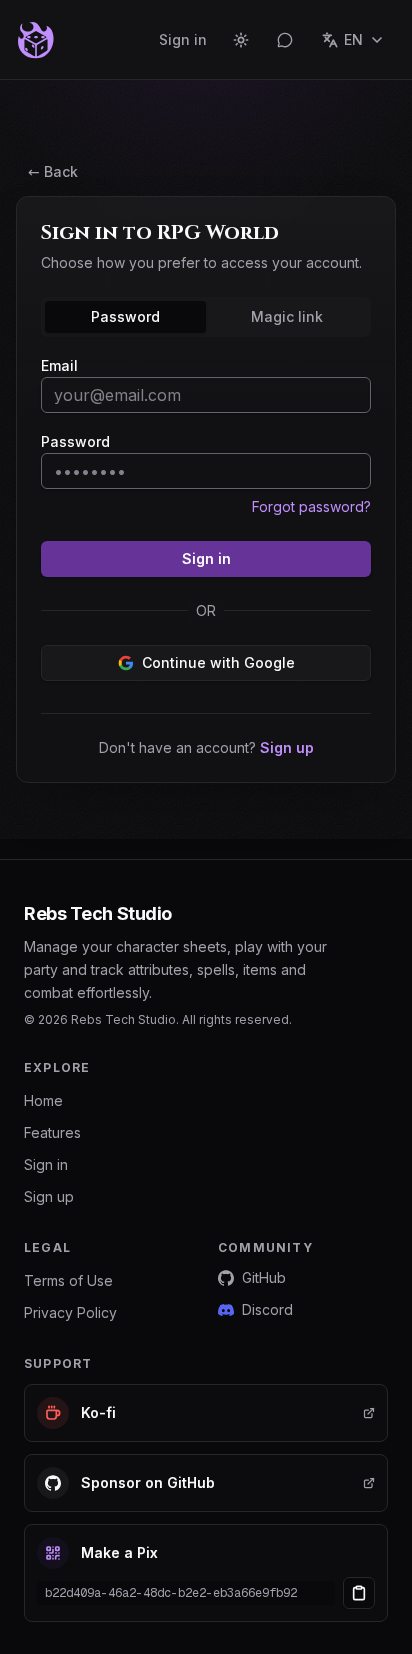 Sign in
EN
← Back
Sign in to RPG World
Choose how you prefer to access your account.
Password
Magic link
Email
your@email.com
Password
••••••••
Forgot password?
Sign in
OR
Continue with Google
Don't have an account? Sign up
Rebs Tech Studio
Manage your character sheets, play with your
party and track attributes, spells, items and
combat effortlessly.
© 2026 Rebs Tech Studio. All rights reserved.
EXPLORE
Home
Features
Sign in
Sign up
LEGAL
Terms of Use
Privacy Policy
COMMUNITY
GitHub
Discord
SUPPORT
Ko-fi
Sponsor on GitHub
Make a Pix
b22d409a-46a2-48dc-b2e2-eb3a66e9fb92